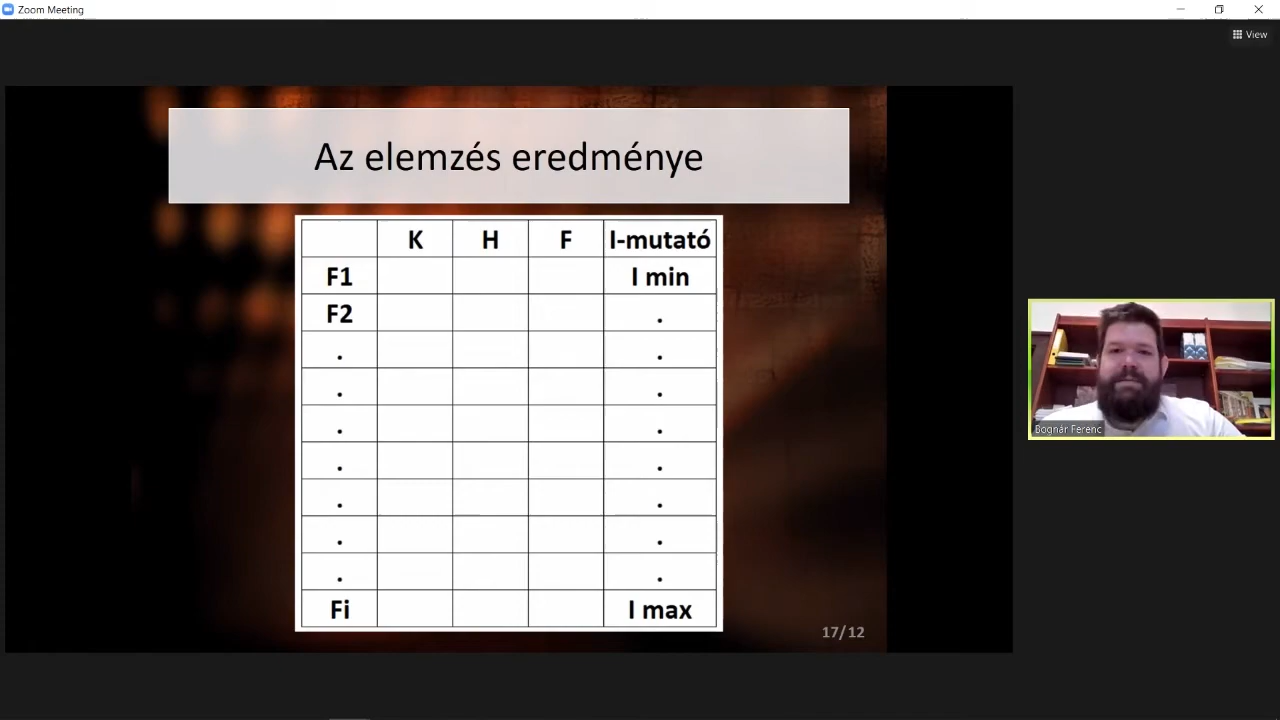 Zoom Meeting
View
Az elemzés eredménye
K H F I-mutató
F1 I min
F2 .
. .
. .
. .
. .
. .
. .
. .
Fi I max
17/12
Bognár Ferenc